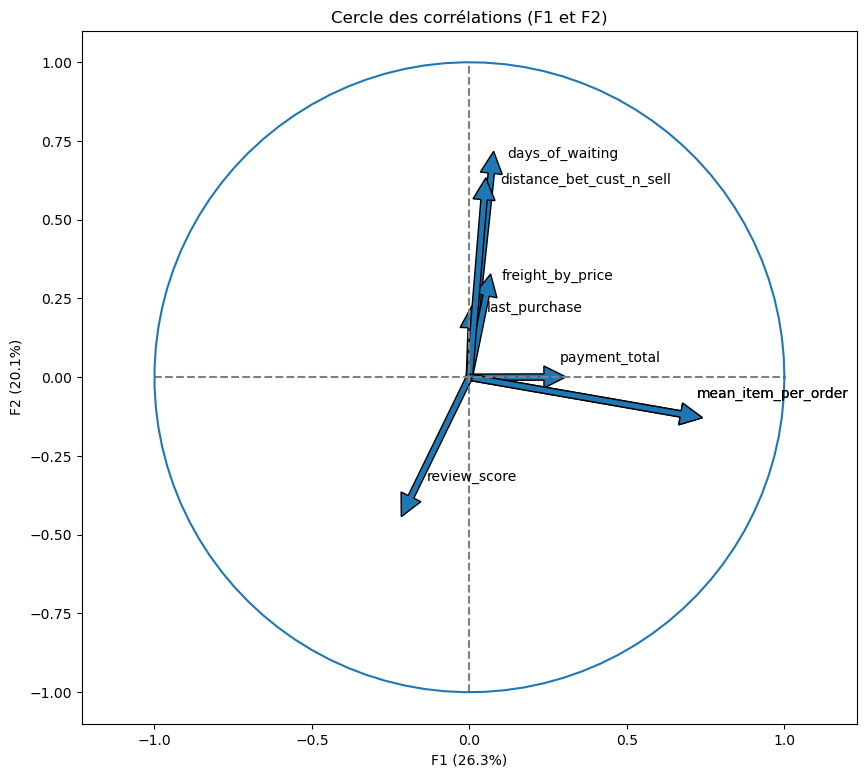 Cercle des corrélations (F1 et F2)
1.00
0.75
0.50
0.25
0.00
−0.25
−0.50
−0.75
−1.00
F2 (20.1%)
days_of_waiting
distance_bet_cust_n_sell
freight_by_price
last_purchase
payment_total
mean_item_per_order
review_score
−1.0
−0.5
0.0
0.5
1.0
F1 (26.3%)